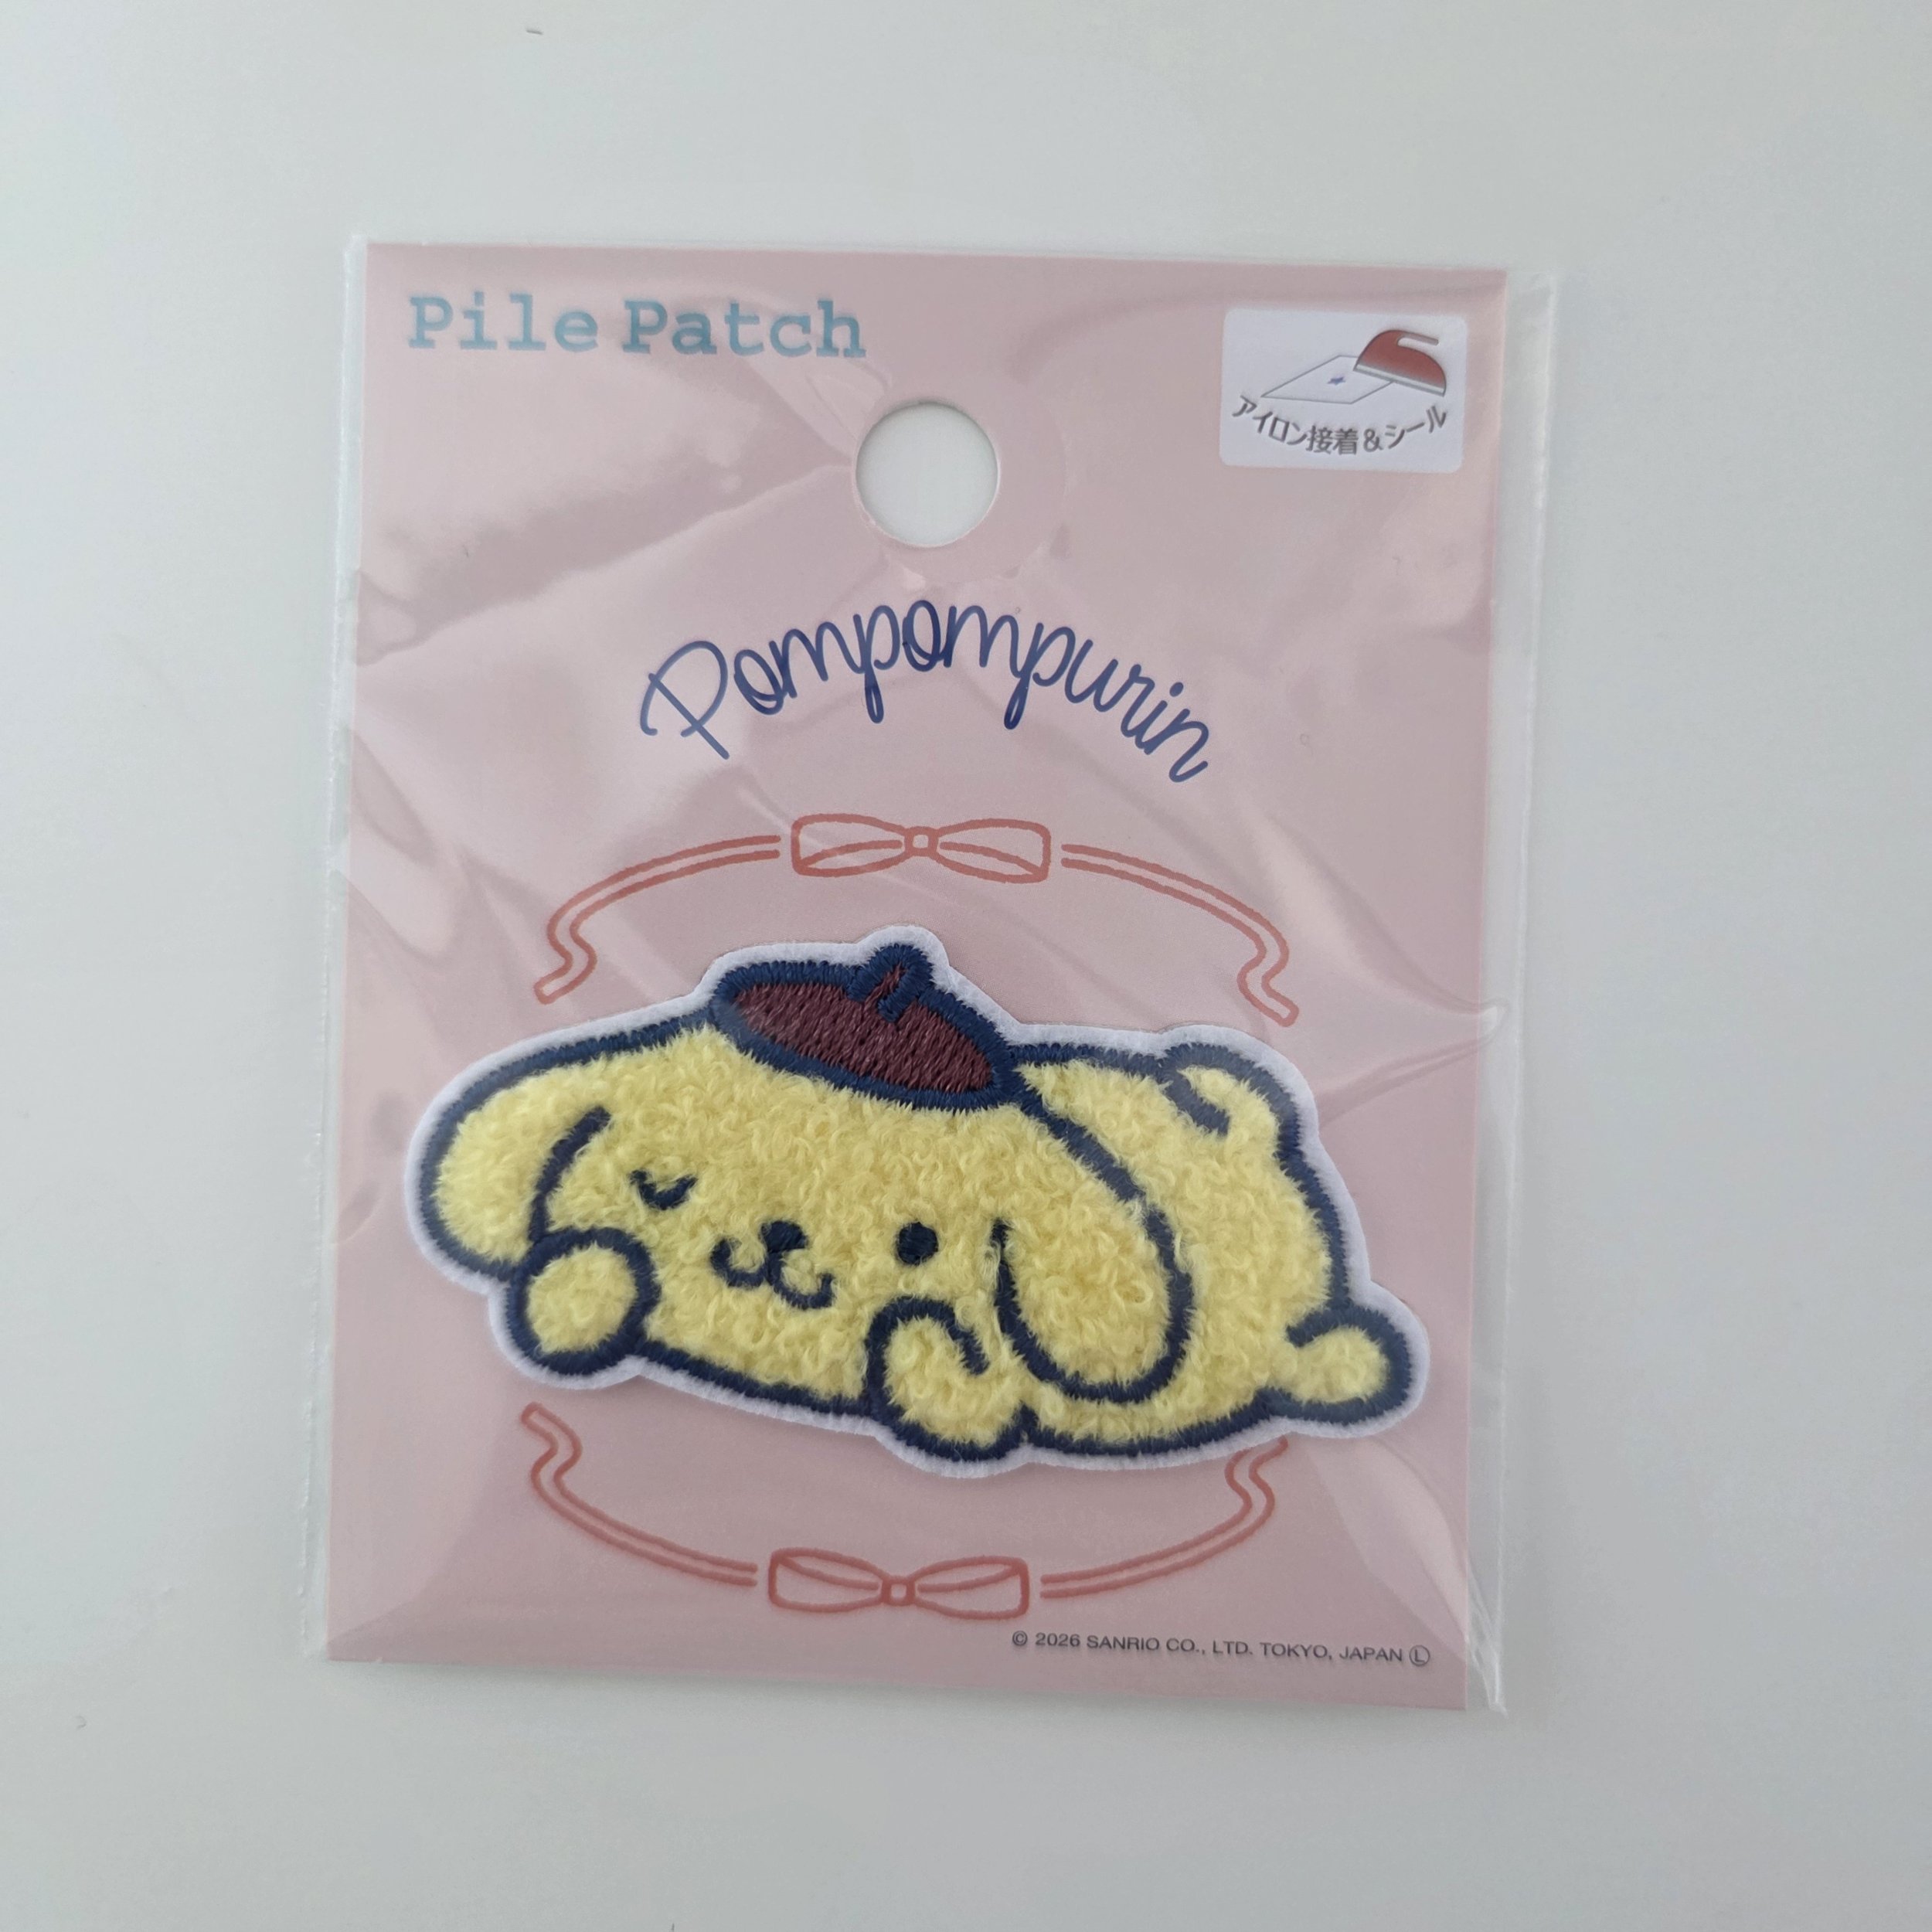 Pile Patch
アイロン接着&シール
Pompompurin
© 2026 SANRIO CO., LTD. TOKYO, JAPAN Ⓛ